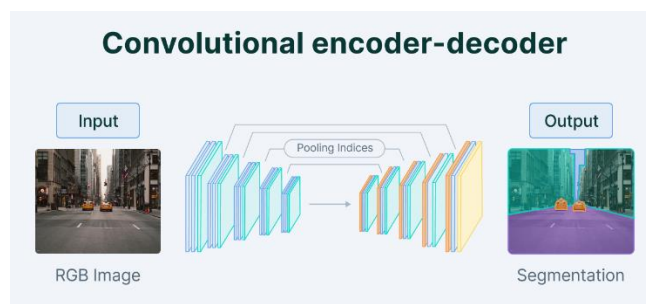 Convolutional encoder-decoder
Input
Output
Pooling Indices
RGB Image
Segmentation